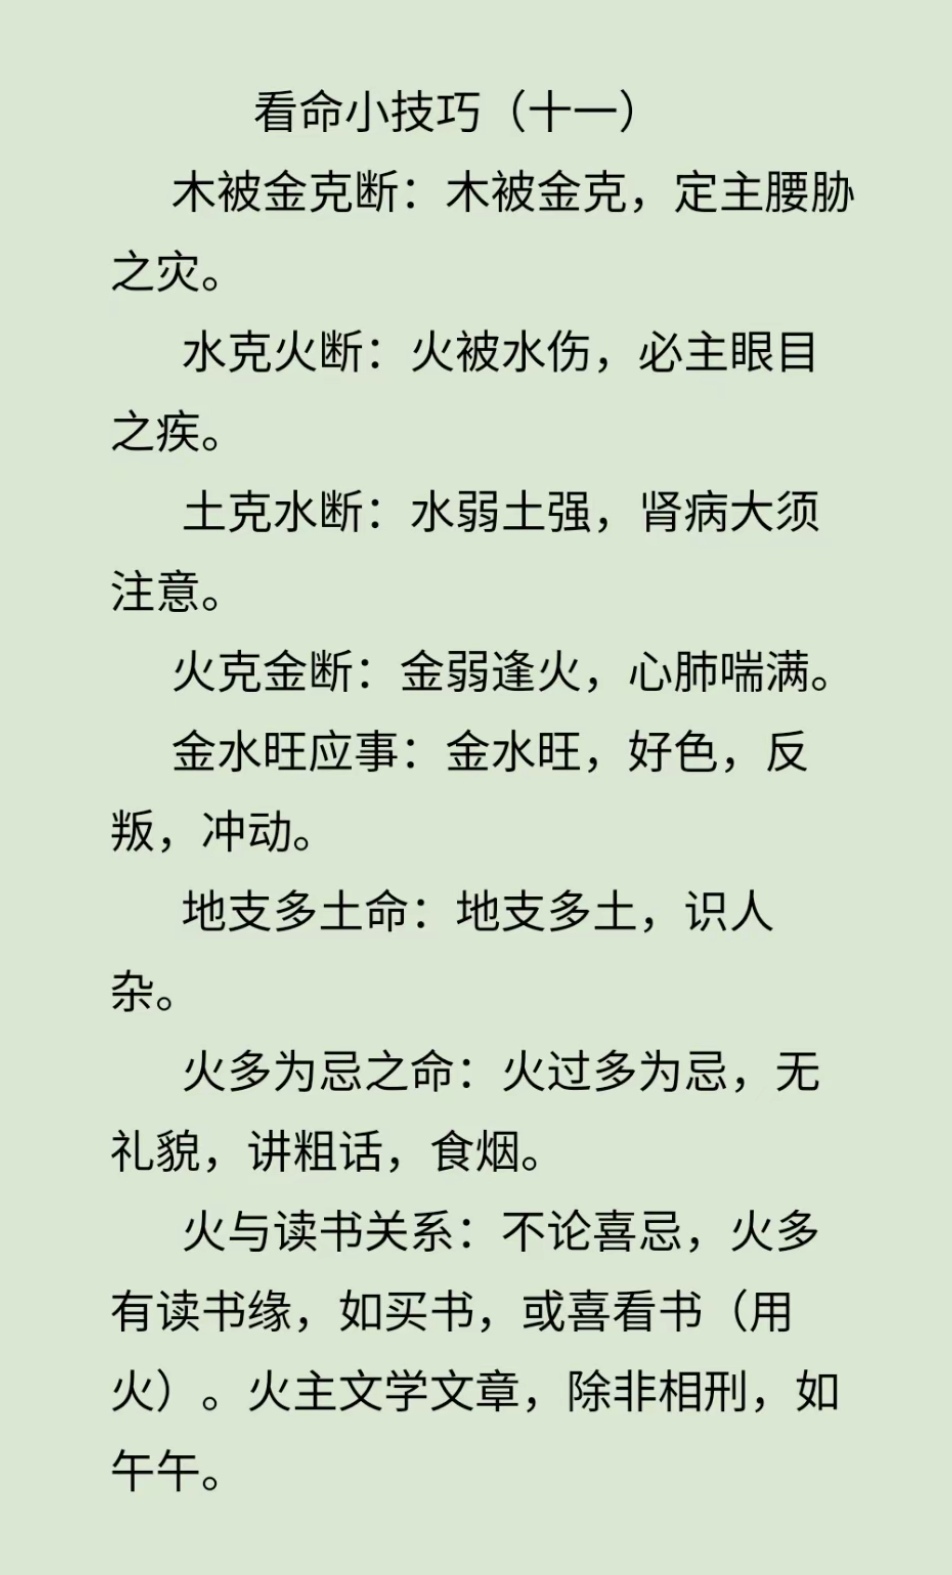 看命小技巧（十一）
木被金克断：木被金克，定主腰胁
之灾。
水克火断：火被水伤，必主眼目
之疾。
土克水断：水弱土强，肾病大须
注意。
火克金断：金弱逢火，心肺喘满。
金水旺应事：金水旺，好色，反
叛，冲动。
地支多土命：地支多土，识人
杂。
火多为忌之命：火过多为忌，无
礼貌，讲粗话，食烟。
火与读书关系：不论喜忌，火多
有读书缘，如买书，或喜看书（用
火）。火主文学文章，除非相刑，如
午午。